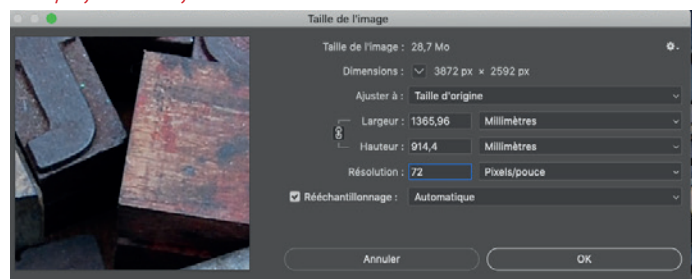 Taille de l'image
Taille de l'image : 28,7 Mo
Dimensions : 3872 px × 2592 px
Ajuster à : Taille d'origine
Largeur : 1365,96 Millimètres
Hauteur : 914,4 Millimètres
Résolution : 72 Pixels/pouce
Rééchantillonnage : Automatique
Annuler OK